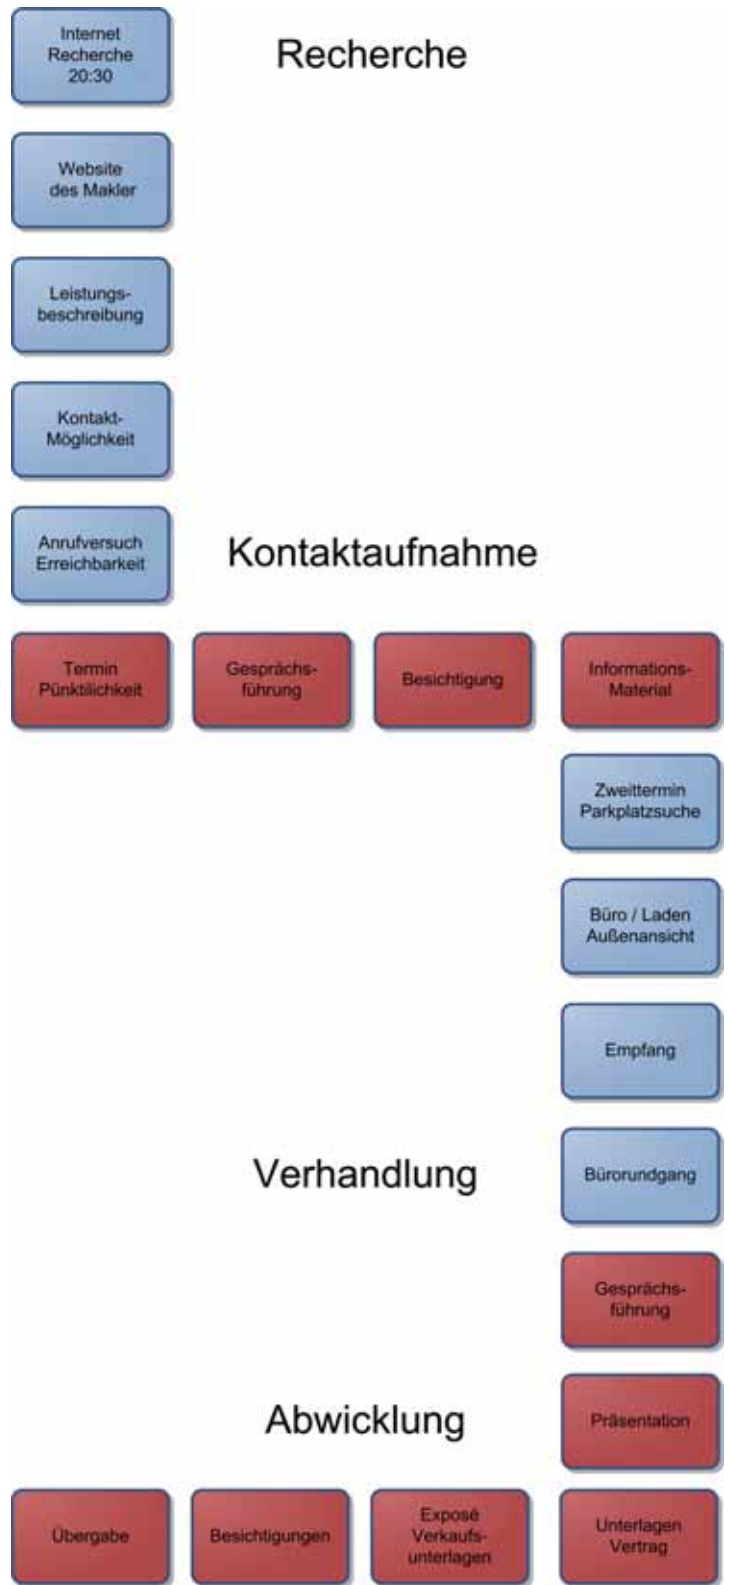 Internet
Recherche
20:30
Recherche
Website
des Makler
Leistungs-
beschreibung
Kontakt-
Möglichkeit
Anrufversuch
Erreichbarkeit
Kontaktaufnahme
Termin
Pünktilichkeit
Gesprächs-
führung
Besichtigung
Informations-
Material
Zweittermin
Parkplatzsuche
Büro / Laden
Außenansicht
Empfang
Verhandlung
Bürorundgang
Gesprächs-
führung
Abwicklung
Präsentation
Übergabe
Besichtigungen
Exposé
Verkaufs-
unterlagen
Unterlagen
Vertrag